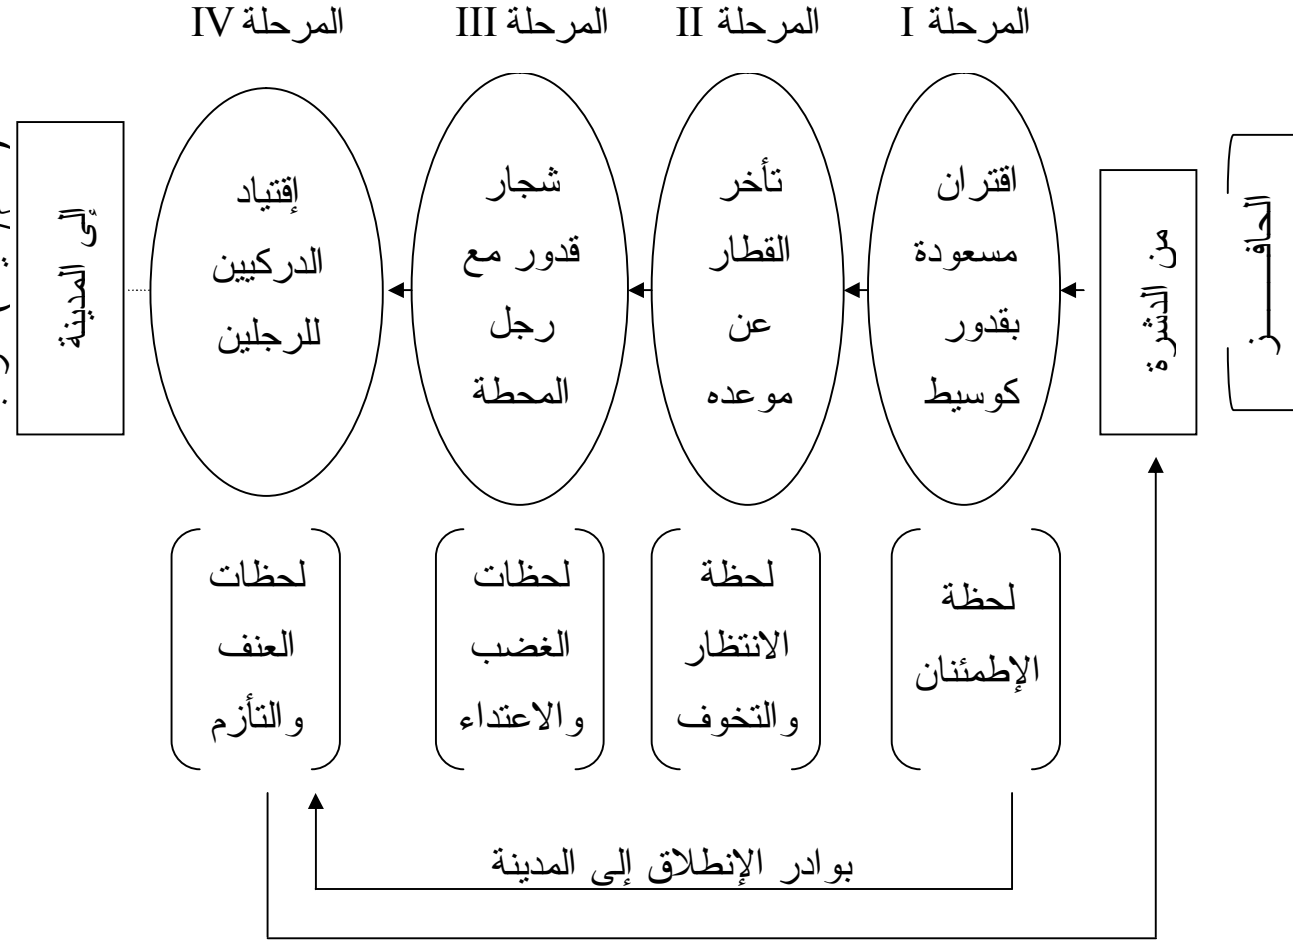 المرحلة I
المرحلة II
المرحلة III
المرحلة IV
الحافــــــز
من الدشرة
اقتران
مسعودة
بقدور
كوسيط
تأخر
القطار
عن
موعده
شجار
قدور مع
رجل
المحطة
إقتياد
الدركيين
للرجلين
إلى المدينة
لحظة
الإطمئنان
لحظة
الانتظار
والتخوف
لحظات
الغضب
والاعتداء
لحظات
العنف
والتأزم
بوادر الإنطلاق إلى المدينة